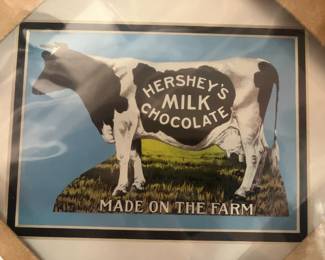 HERSHEY'S
MILK
CHOCOLATE
MADE ON THE FARM